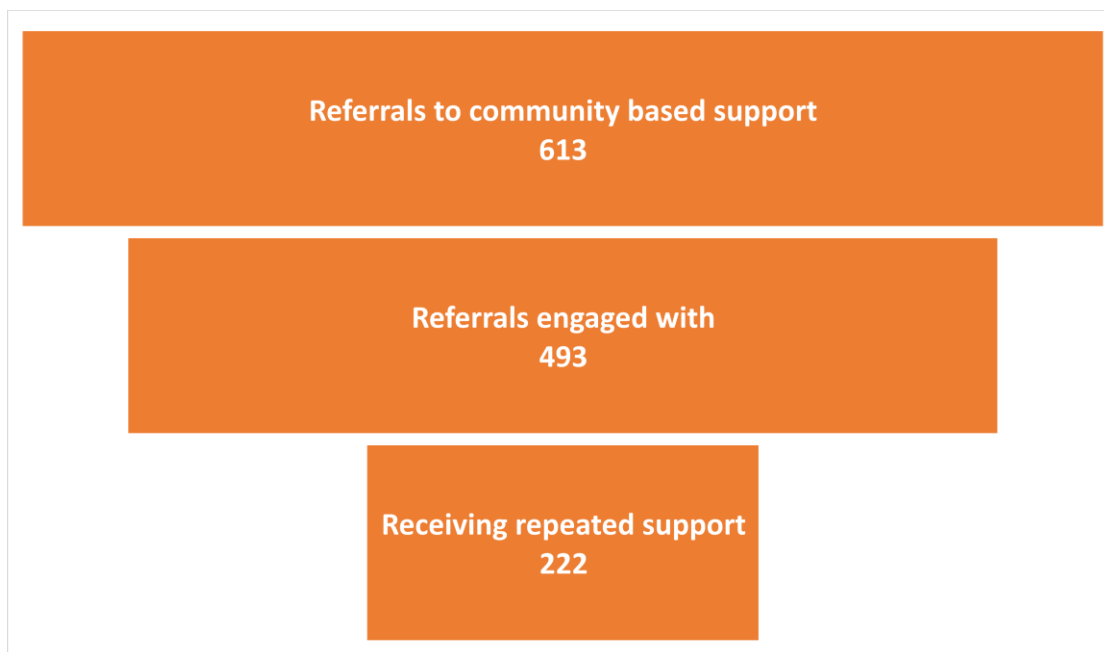 Referrals to community based support
613
Referrals engaged with
493
Receiving repeated support
222